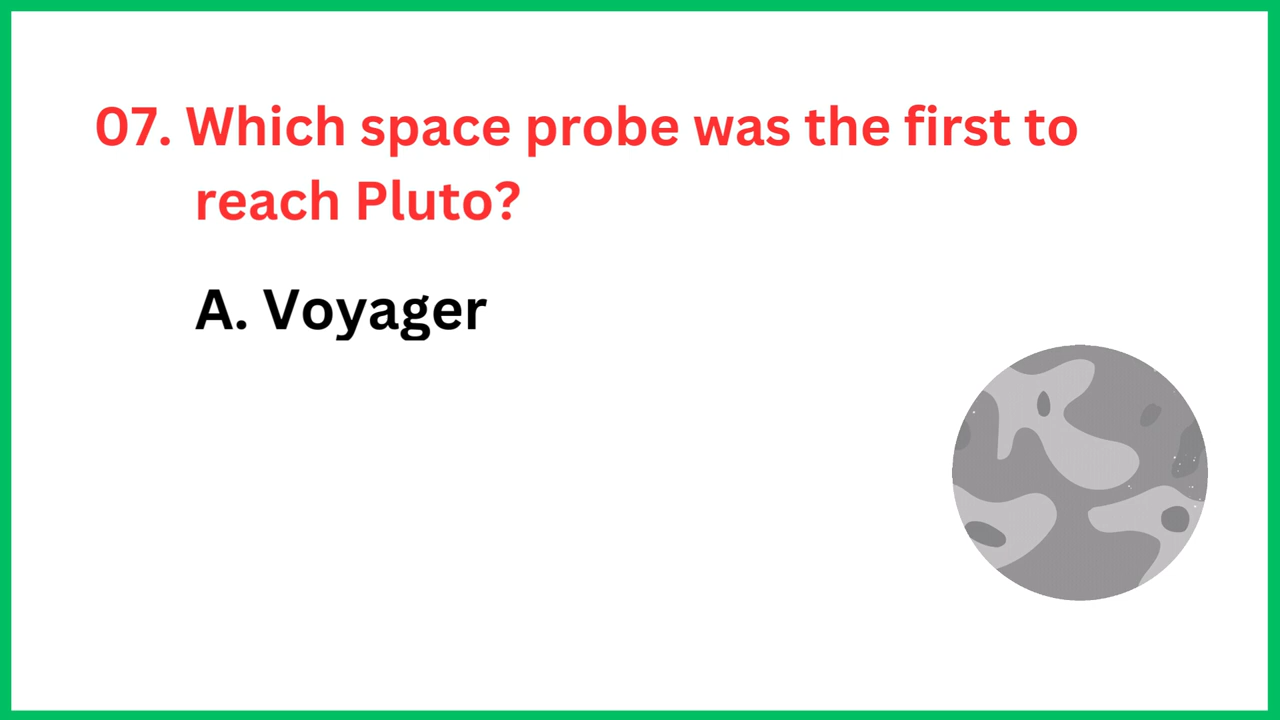 07. Which space probe was the first to
reach Pluto?
A. Voyager